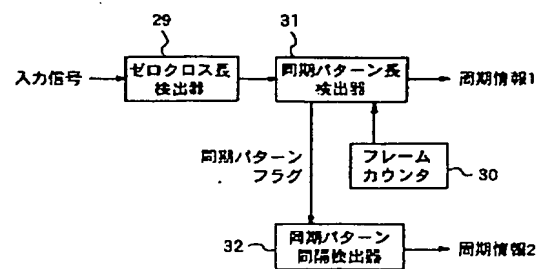 29
31
入力信号
ゼロクロス長
検出器
同期パターン長
検出器
周期情報1
同期パターン
フラグ
フレーム
カウンタ
30
32
同期パターン
間隔検出器
周期情報2